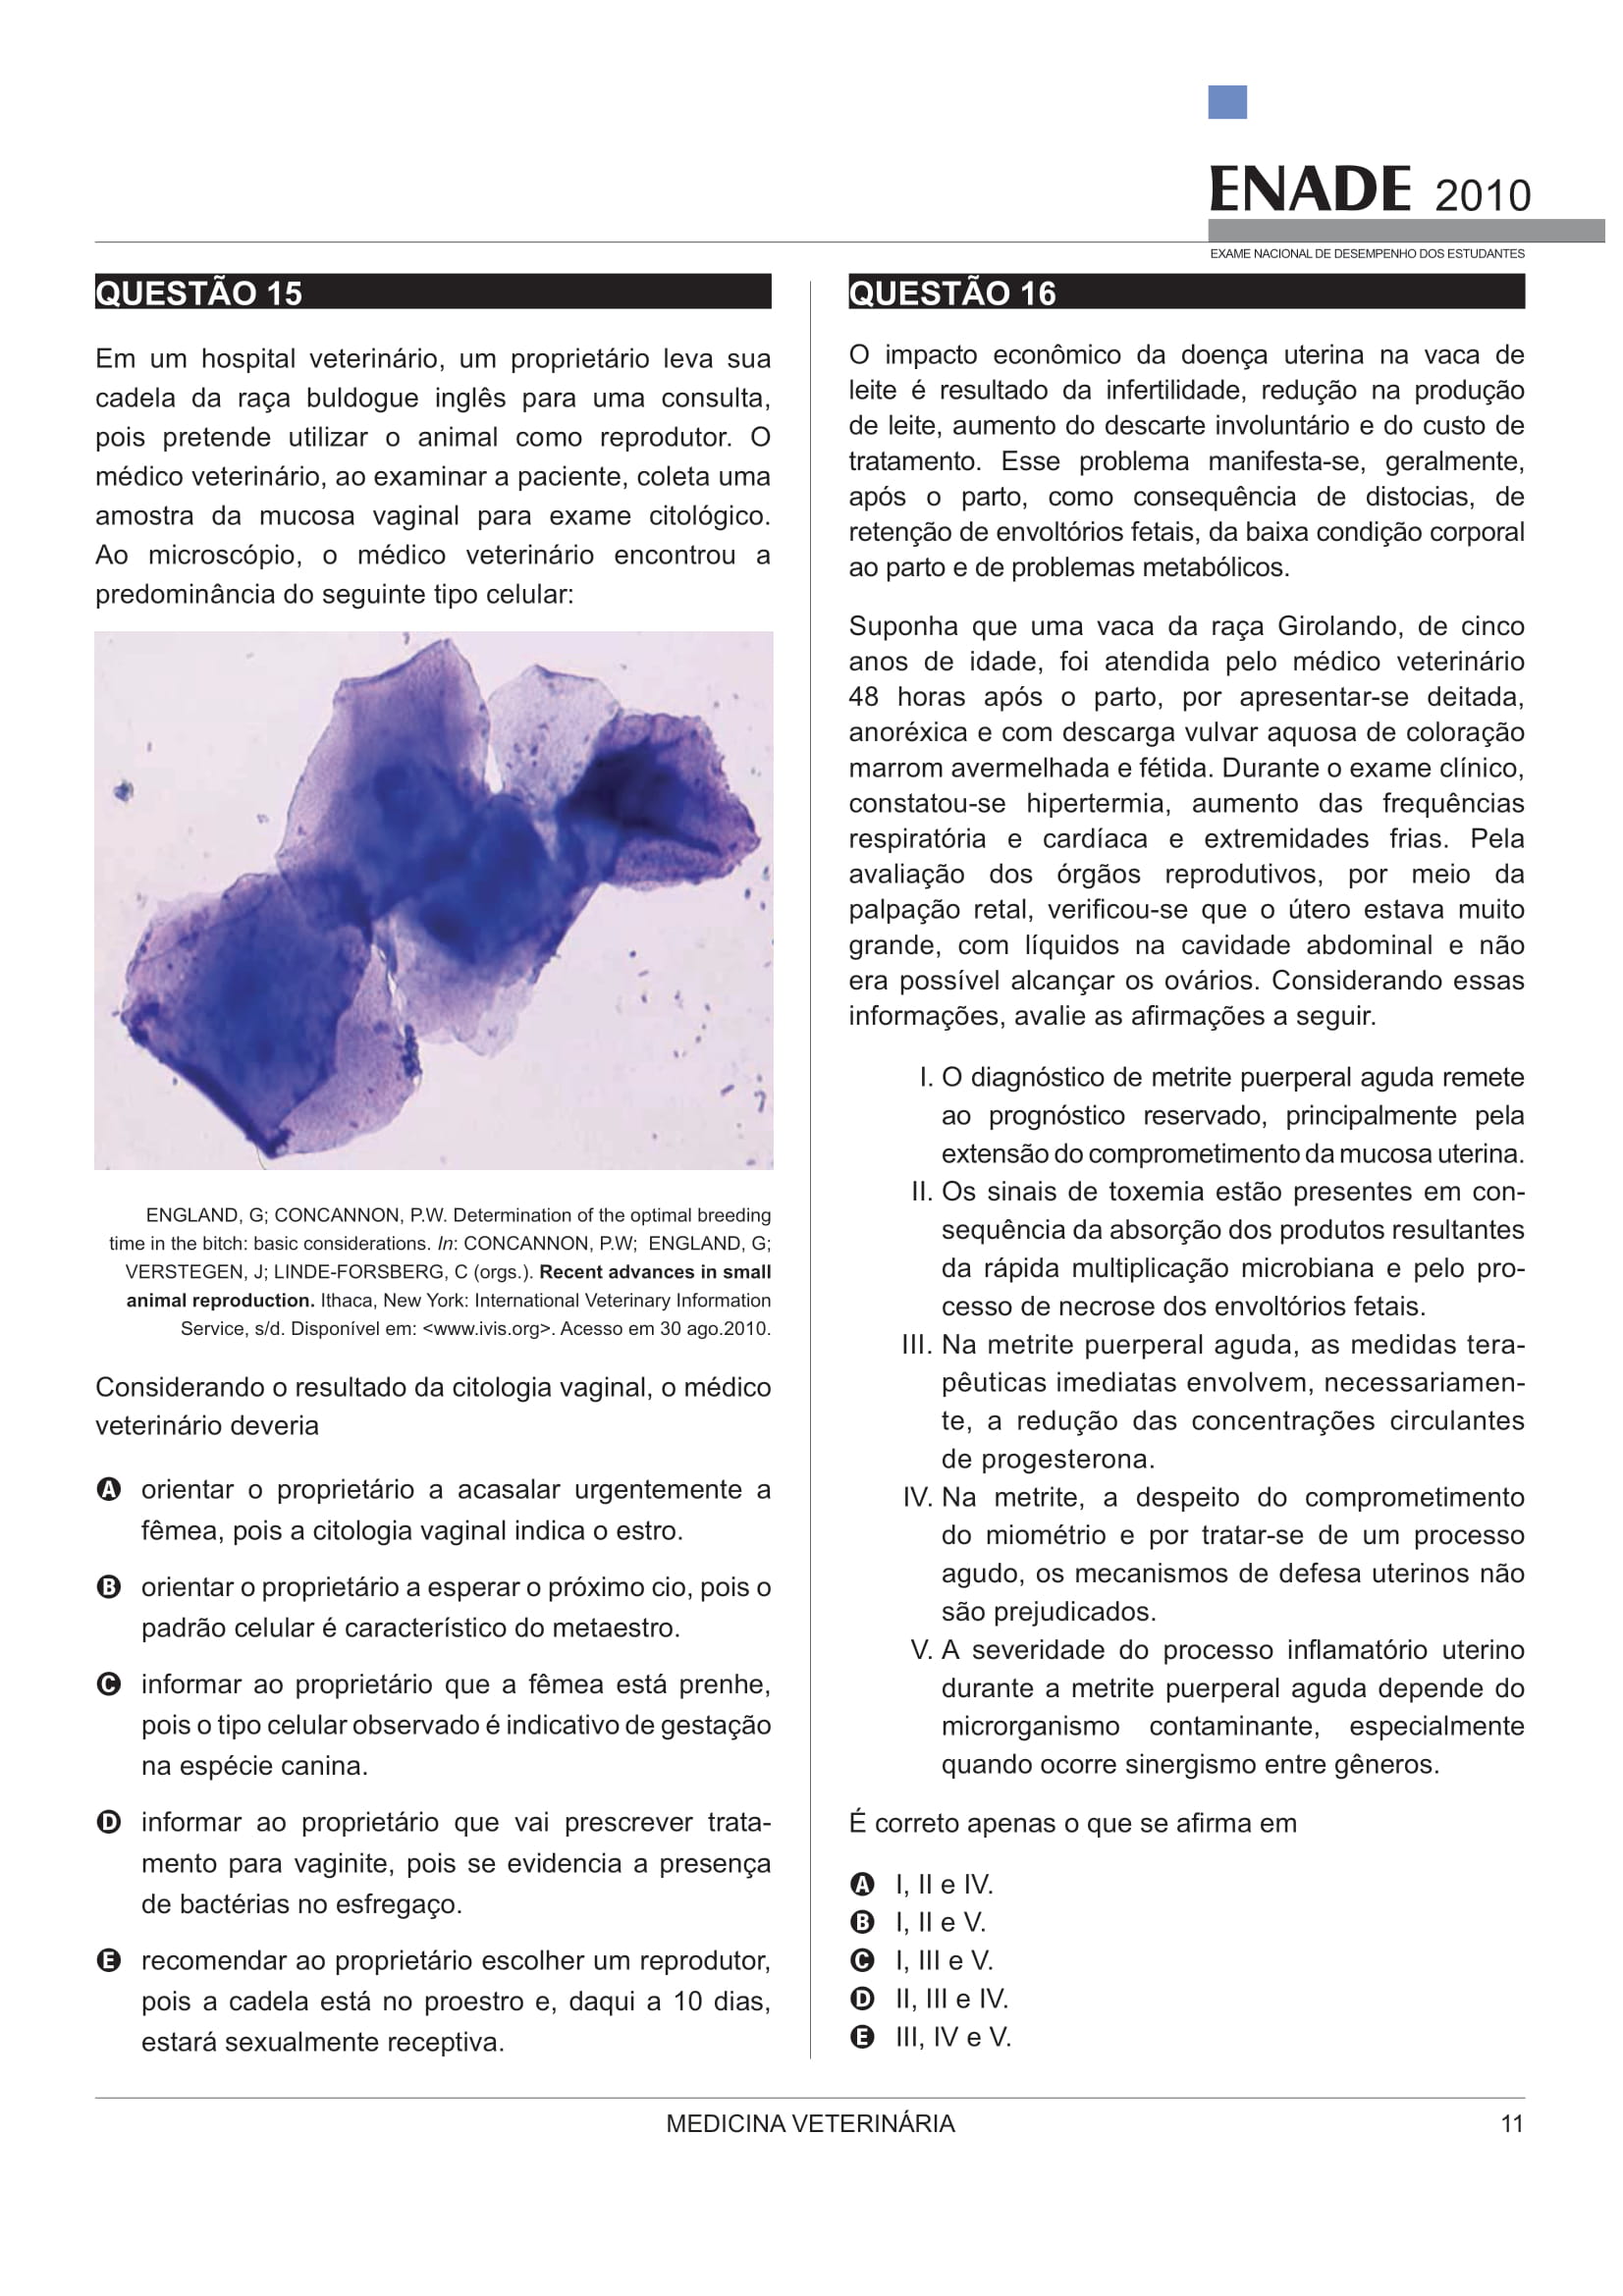 ENADE 2010
EXAME NACIONAL DE DESEMPENHO DOS ESTUDANTES
QUESTÃO 15
Em um hospital veterinário, um proprietário leva sua
cadela da raça buldogue inglês para uma consulta,
pois pretende utilizar o animal como reprodutor. O
médico veterinário, ao examinar a paciente, coleta uma
amostra da mucosa vaginal para exame citológico.
Ao microscópio, o médico veterinário encontrou a
predominância do seguinte tipo celular:
ENGLAND, G; CONCANNON, P.W. Determination of the optimal breeding
time in the bitch: basic considerations. In: CONCANNON, P.W; ENGLAND, G;
VERSTEGEN, J; LINDE-FORSBERG, C (orgs.). Recent advances in small
animal reproduction. Ithaca, New York: International Veterinary Information
Service, s/d. Disponível em: <www.ivis.org>. Acesso em 30 ago.2010.
Considerando o resultado da citologia vaginal, o médico
veterinário deveria
A orientar o proprietário a acasalar urgentemente a
fêmea, pois a citologia vaginal indica o estro.
B orientar o proprietário a esperar o próximo cio, pois o
padrão celular é característico do metaestro.
C informar ao proprietário que a fêmea está prenhe,
pois o tipo celular observado é indicativo de gestação
na espécie canina.
D informar ao proprietário que vai prescrever trata-
mento para vaginite, pois se evidencia a presença
de bactérias no esfregaço.
E recomendar ao proprietário escolher um reprodutor,
pois a cadela está no proestro e, daqui a 10 dias,
estará sexualmente receptiva.
QUESTÃO 16
O impacto econômico da doença uterina na vaca de
leite é resultado da infertilidade, redução na produção
de leite, aumento do descarte involuntário e do custo de
tratamento. Esse problema manifesta-se, geralmente,
após o parto, como consequência de distocias, de
retenção de envoltórios fetais, da baixa condição corporal
ao parto e de problemas metabólicos.
Suponha que uma vaca da raça Girolando, de cinco
anos de idade, foi atendida pelo médico veterinário
48 horas após o parto, por apresentar-se deitada,
anoréxica e com descarga vulvar aquosa de coloração
marrom avermelhada e fétida. Durante o exame clínico,
constatou-se hipertermia, aumento das frequências
respiratória e cardíaca e extremidades frias. Pela
avaliação dos órgãos reprodutivos, por meio da
palpação retal, verificou-se que o útero estava muito
grande, com líquidos na cavidade abdominal e não
era possível alcançar os ovários. Considerando essas
informações, avalie as afirmações a seguir.
I. O diagnóstico de metrite puerperal aguda remete
ao prognóstico reservado, principalmente pela
extensão do comprometimento da mucosa uterina.
II. Os sinais de toxemia estão presentes em con-
sequência da absorção dos produtos resultantes
da rápida multiplicação microbiana e pelo pro-
cesso de necrose dos envoltórios fetais.
III. Na metrite puerperal aguda, as medidas tera-
pêuticas imediatas envolvem, necessariamen-
te, a redução das concentrações circulantes
de progesterona.
IV. Na metrite, a despeito do comprometimento
do miométrio e por tratar-se de um processo
agudo, os mecanismos de defesa uterinos não
são prejudicados.
V. A severidade do processo inflamatório uterino
durante a metrite puerperal aguda depende do
microrganismo contaminante, especialmente
quando ocorre sinergismo entre gêneros.
É correto apenas o que se afirma em
A I, II e IV.
B I, II e V.
C I, III e V.
D II, III e IV.
E III, IV e V.
MEDICINA VETERINÁRIA
11